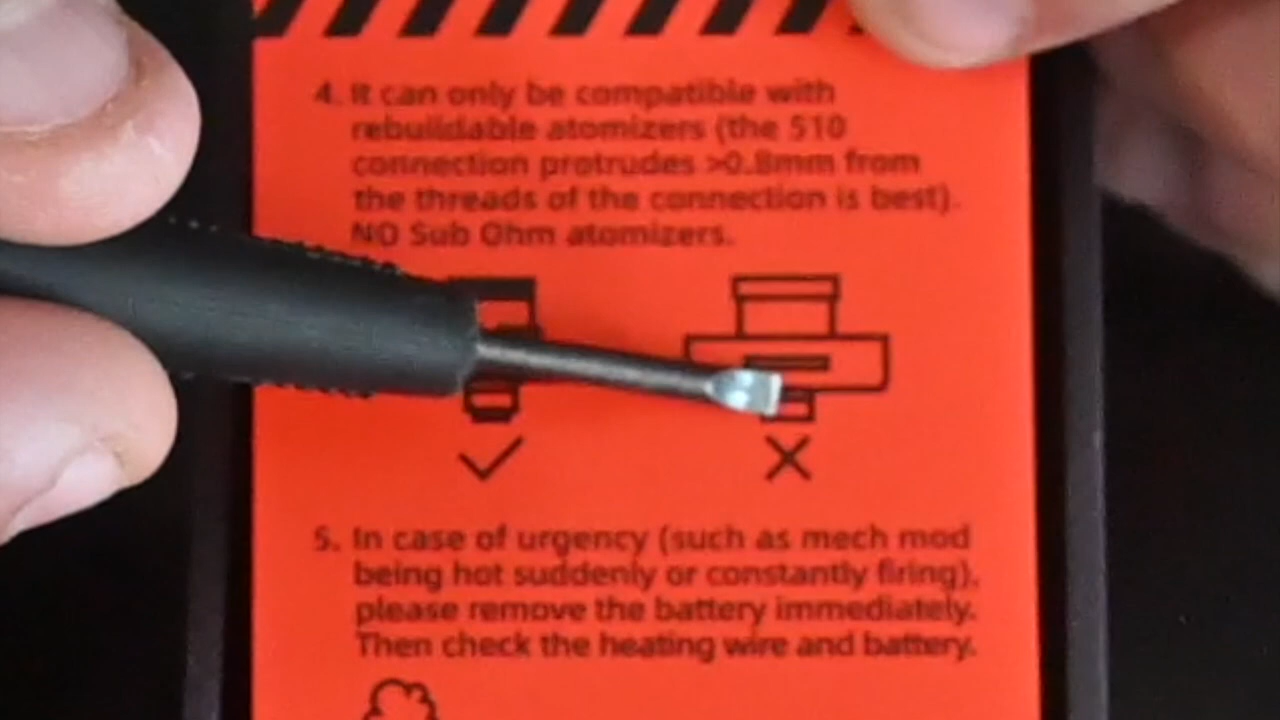 4. It can only be compatible with
rebuildable atomizers (the 510
connection protrudes >0.8mm from
the threads of the connection is best).
NO Sub Ohm atomizers.
5. In case of urgency (such as mech mod
being hot suddenly or constantly firing),
please remove the battery immediately.
Then check the heating wire and battery.